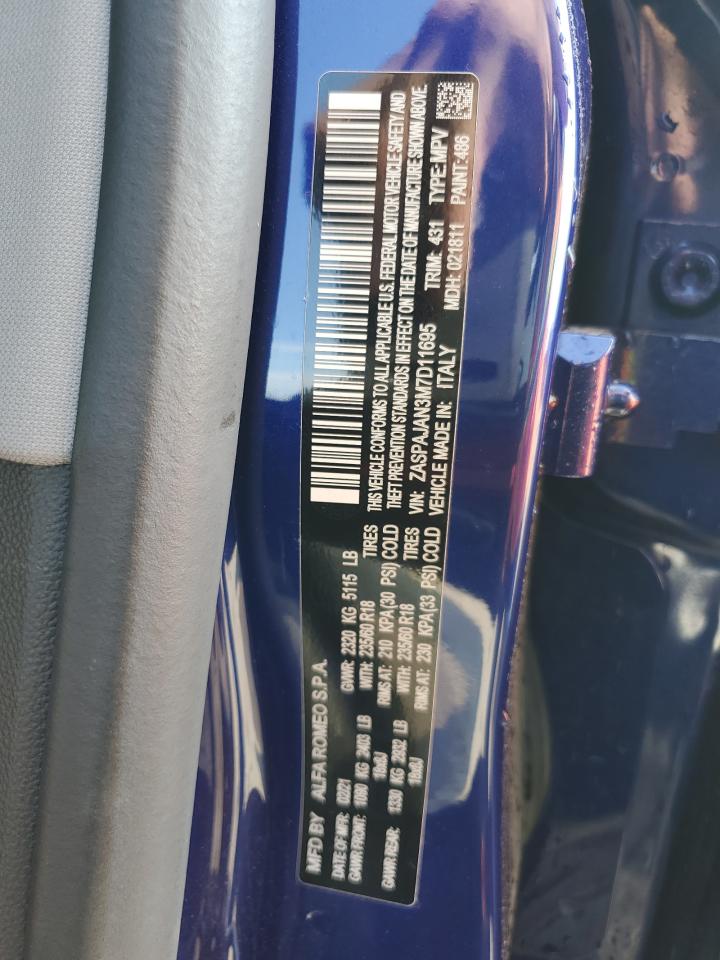 MFD BY ALFA ROMEO S.P.A.
DATE OF MFR: 02/21 GVWR: 2320 KG 5115 LB
GAWR FRONT: KG 2403 LB WITH: 235/60 R18 TIRES
18x8J RIMS AT: 210 KPA(30 PSI) COLD
GAWR REAR: 1330 KG 2932 LB WITH: 235/60 R18 TIRES
18x8J RIMS AT: 230 KPA(33 PSI) COLD
THIS VEHICLE CONFORMS TO ALL APPLICABLE U.S. FEDERAL MOTOR VEHICLE SAFETY AND
THEFT PREVENTION STANDARDS IN EFFECT ON THE DATE OF MANUFACTURE SHOWN ABOVE.
VIN: ZASPAJAN3M7D11695 TRIM: 431 TYPE:MPV
VEHICLE MADE IN: ITALY MDH: 021811 PAINT:486